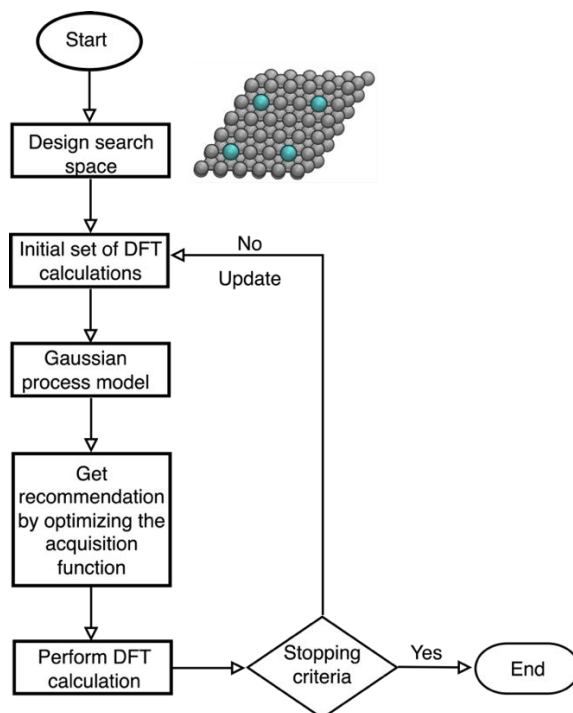 Start
Design search
space
Initial set of DFT
calculations
No
Update
Gaussian
process model
Get
recommendation
by optimizing the
acquisition
function
Perform DFT
calculation
Stopping
criteria
Yes
End